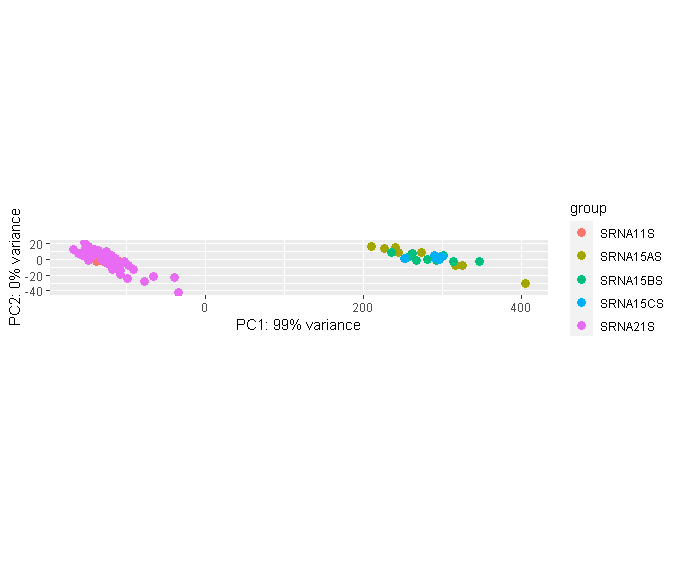 group
SRNA11S
SRNA15AS
SRNA15BS
SRNA15CS
SRNA21S
PC2: 0% variance
20
0
-20
-40
0
200
400
PC1: 99% variance